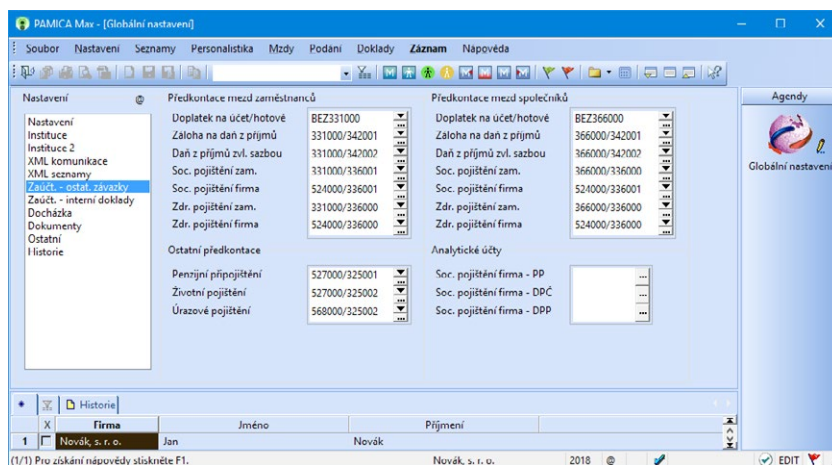 PAMICA Max - [Globální nastavení]
Soubor Nastavení Seznamy Personalistika Mzdy Podání Doklady Záznam Nápověda
Nastavení @
Nastavení
Instituce
Instituce 2
XML komunikace
XML seznamy
Zaúčt. - ostat. závazky
Zaúčt. - interní doklady
Docházka
Dokumenty
Ostatní
Historie
Předkontace mezd zaměstnanců
Doplatek na účet/hotově BEZ331000
Záloha na daň z příjmů 331000/342001
Daň z příjmů zvl. sazbou 331000/342002
Soc. pojištění zam. 331000/336001
Soc. pojištění firma 524000/336001
Zdr. pojištění zam. 331000/336000
Zdr. pojištění firma 524000/336000
Předkontace mezd společníků
Doplatek na účet/hotově BEZ366000
Záloha na daň z příjmů 366000/342001
Daň z příjmů zvl. sazbou 366000/342002
Soc. pojištění zam. 366000/336000
Soc. pojištění firma 524000/336001
Zdr. pojištění zam. 366000/336000
Zdr. pojištění firma 524000/336000
Ostatní předkontace
Penzijní připojištění 527000/325001
Životní pojištění 527000/325002
Úrazové pojištění 568000/325002
Analytické účty
Soc. pojištění firma - PP
Soc. pojištění firma - DPČ
Soc. pojištění firma - DPP
Agendy
Globální nastavení
Historie
X Firma Jméno Příjmení
1 Novák, s. r. o. Jan Novák
(1/1) Pro získání nápovědy stiskněte F1. Novák, s. r. o. 2018 @ EDIT